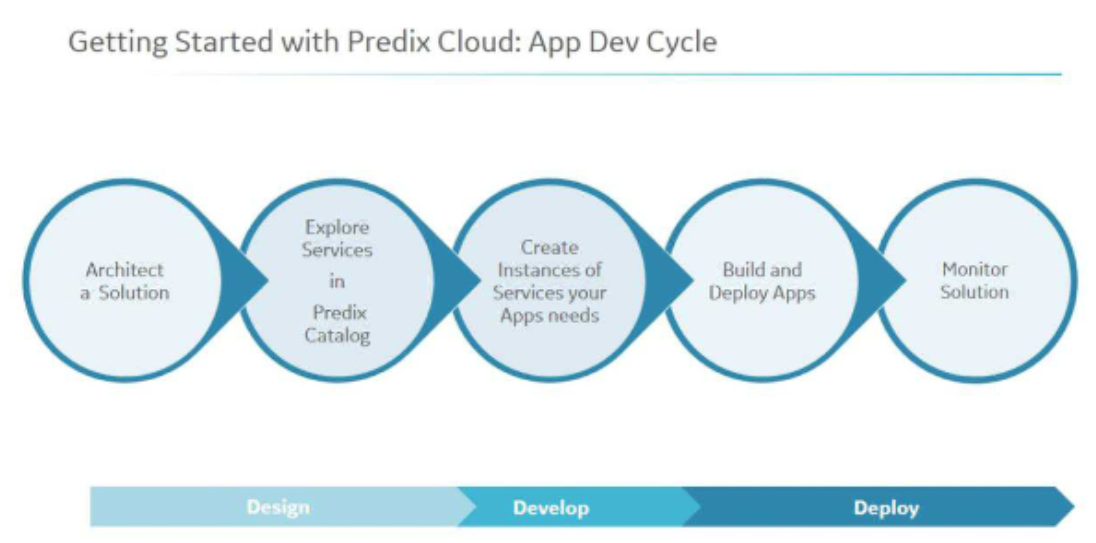 Getting Started with Predix Cloud: App Dev Cycle
Architect
a Solution
Explore
Services
in
Predix
Catalog
Create
Instances of
Services your
Apps needs
Build and
Deploy Apps
Monitor
Solution
Design
Develop
Deploy